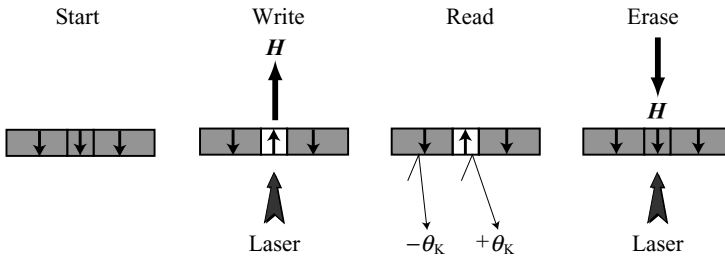 Start
Write
Read
Erase
H
H
Laser
−θK
+θK
Laser